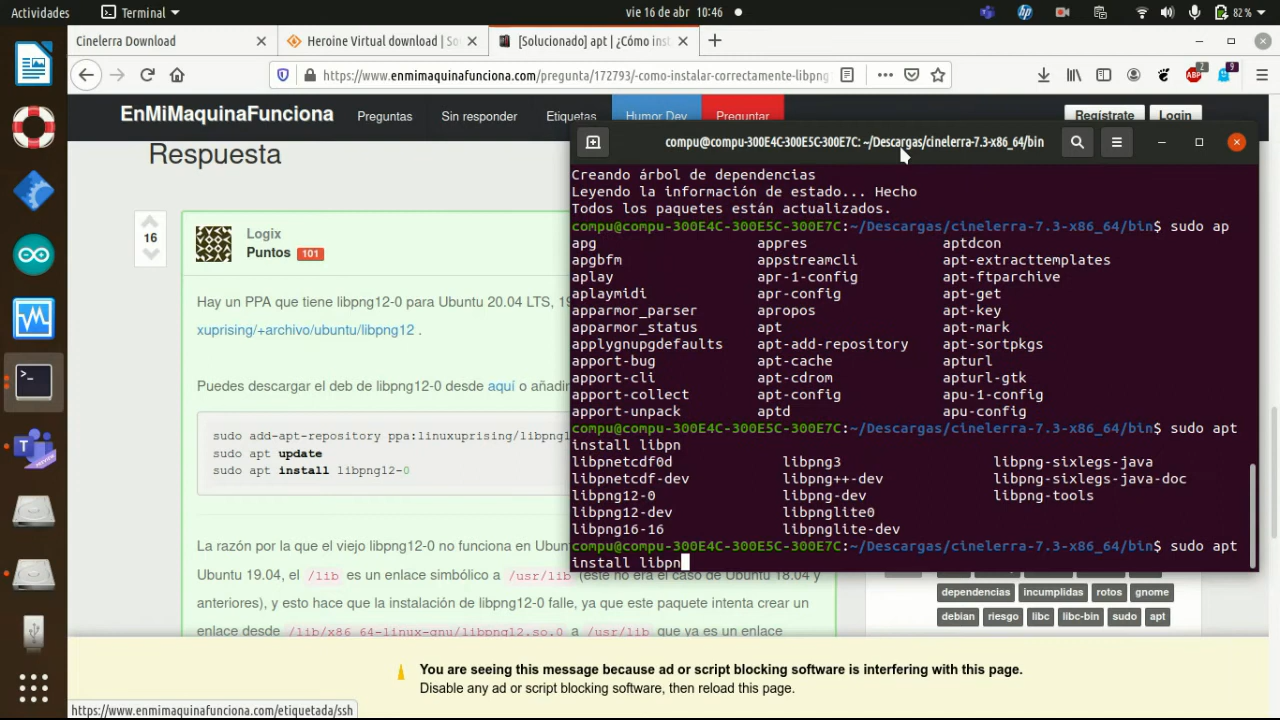 Actividades
Terminal
vie 16 de abr 10:46
82 %
Cinelerra Download
Heroine Virtual download | So
[Solucionado] apt | ¿Cómo inst
https://www.enmimaquinafunciona.com/pregunta/172793/-como-instalar-correctamente-libpng
ABP
2
9
EnMiMaquinaFunciona
Preguntas
Sin responder
Etiquetas
Humor Dev
Preguntar
Regístrate
Login
Respuesta
16
Logix
Puntos 101
Hay un PPA que tiene libpng12-0 para Ubuntu 20.04 LTS, 19
xuprising/+archivo/ubuntu/libpng12 .
Puedes descargar el deb de libpng12-0 desde aquí o añadir
sudo add-apt-repository ppa:linuxuprising/libpng1
sudo apt update
sudo apt install libpng12-0
La razón por la que el viejo libpng12-0 no funciona en Ubun
Ubuntu 19.04, el /lib es un enlace simbólico a /usr/lib (este no era el caso de Ubuntu 18.04 y
anteriores), y esto hace que la instalación de libpng12-0 falle, ya que este paquete intenta crear un
enlace desde /lib/x86_64-linux-gnu/libpng12.so.0 a /usr/lib que ya es un enlace
compu@compu-300E4C-300E5C-300E7C: ~/Descargas/cinelerra-7.3-x86_64/bin
Creando árbol de dependencias
Leyendo la información de estado... Hecho
Todos los paquetes están actualizados.
compu@compu-300E4C-300E5C-300E7C:~/Descargas/cinelerra-7.3-x86_64/bin$ sudo ap
apg appres aptdcon
apgbfm appstreamcli apt-extracttemplates
aplay apr-1-config apt-ftparchive
aplaymidi apr-config apt-get
apparmor_parser apropos apt-key
apparmor_status apt apt-mark
applygnupgdefaults apt-add-repository apt-sortpkgs
apport-bug apt-cache apturl
apport-cli apt-cdrom apturl-gtk
apport-collect apt-config apu-1-config
apport-unpack aptd apu-config
compu@compu-300E4C-300E5C-300E7C:~/Descargas/cinelerra-7.3-x86_64/bin$ sudo apt
install libpn
libpnetcdf0d libpng3 libpng-sixlegs-java
libpnetcdf-dev libpng++-dev libpng-sixlegs-java-doc
libpng12-0 libpng-dev libpng-tools
libpng12-dev libpnglite0
libpng16-16 libpnglite-dev
compu@compu-300E4C-300E5C-300E7C:~/Descargas/cinelerra-7.3-x86_64/bin$ sudo apt
install libpn
dependencias incumplidas rotos gnome
debian riesgo libc libc-bin sudo apt
You are seeing this message because ad or script blocking software is interfering with this page.
Disable any ad or script blocking software, then reload this page.
https://www.enmimaquinafunciona.com/etiquetada/ssh